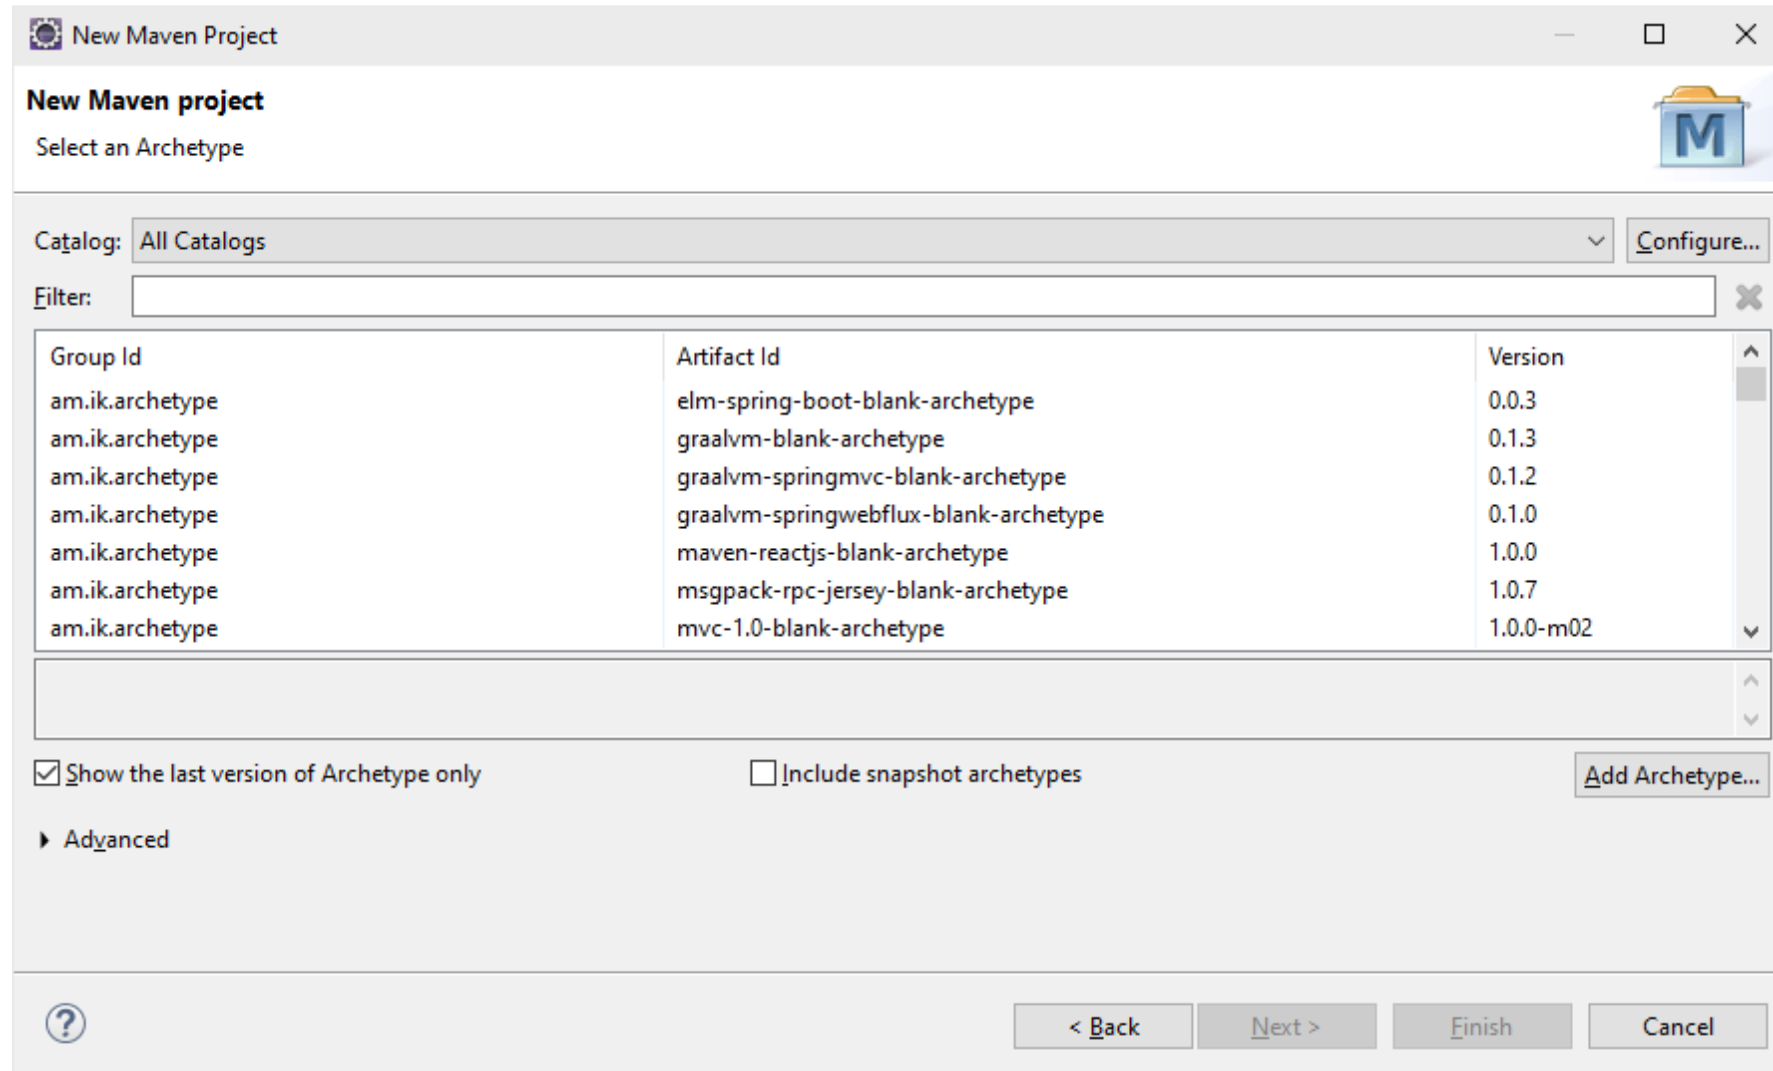 New Maven Project
New Maven project
Select an Archetype
M
Catalog: All Catalogs Configure...
Filter:
Group Id Artifact Id Version
am.ik.archetype elm-spring-boot-blank-archetype 0.0.3
am.ik.archetype graalvm-blank-archetype 0.1.3
am.ik.archetype graalvm-springmvc-blank-archetype 0.1.2
am.ik.archetype graalvm-springwebflux-blank-archetype 0.1.0
am.ik.archetype maven-reactjs-blank-archetype 1.0.0
am.ik.archetype msgpack-rpc-jersey-blank-archetype 1.0.7
am.ik.archetype mvc-1.0-blank-archetype 1.0.0-m02
Show the last version of Archetype only Include snapshot archetypes Add Archetype...
Advanced
? < Back Next > Finish Cancel